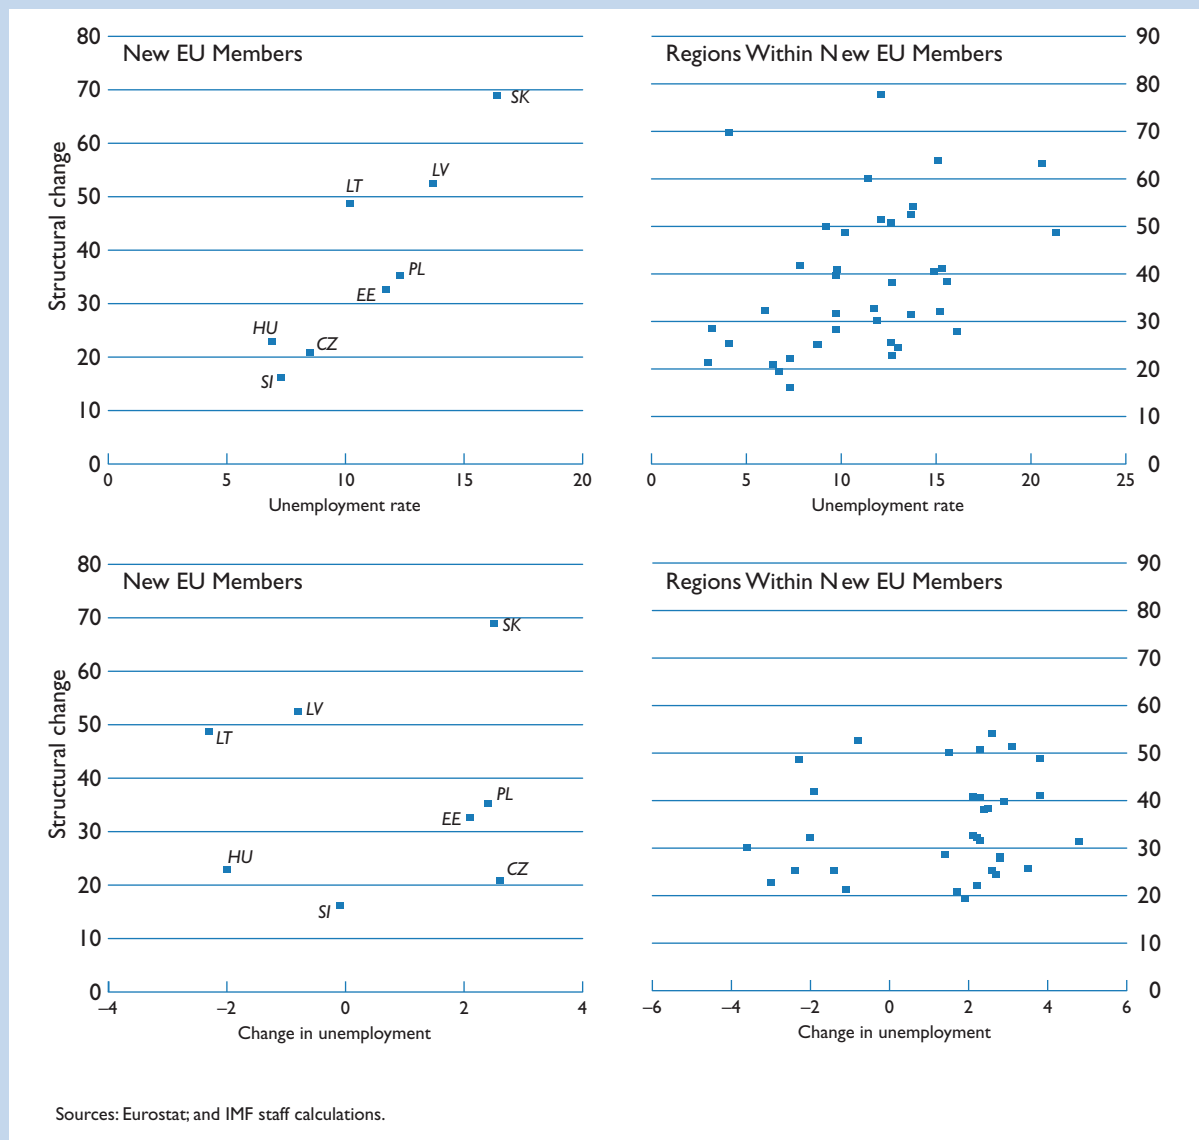 New EU Members
80
70
60
50
40
30
20
10
0
Structural change
SK
LV
LT
PL
EE
HU
CZ
SI
0 5 10 15 20
Unemployment rate
Regions Within New EU Members
90
80
70
60
50
40
30
20
10
0
0 5 10 15 20 25
Unemployment rate
New EU Members
80
70
60
50
40
30
20
10
0
Structural change
SK
LV
LT
PL
EE
HU
CZ
SI
–4 –2 0 2 4
Change in unemployment
Regions Within New EU Members
90
80
70
60
50
40
30
20
10
0
–6 –4 –2 0 2 4 6
Change in unemployment
Sources: Eurostat; and IMF staff calculations.